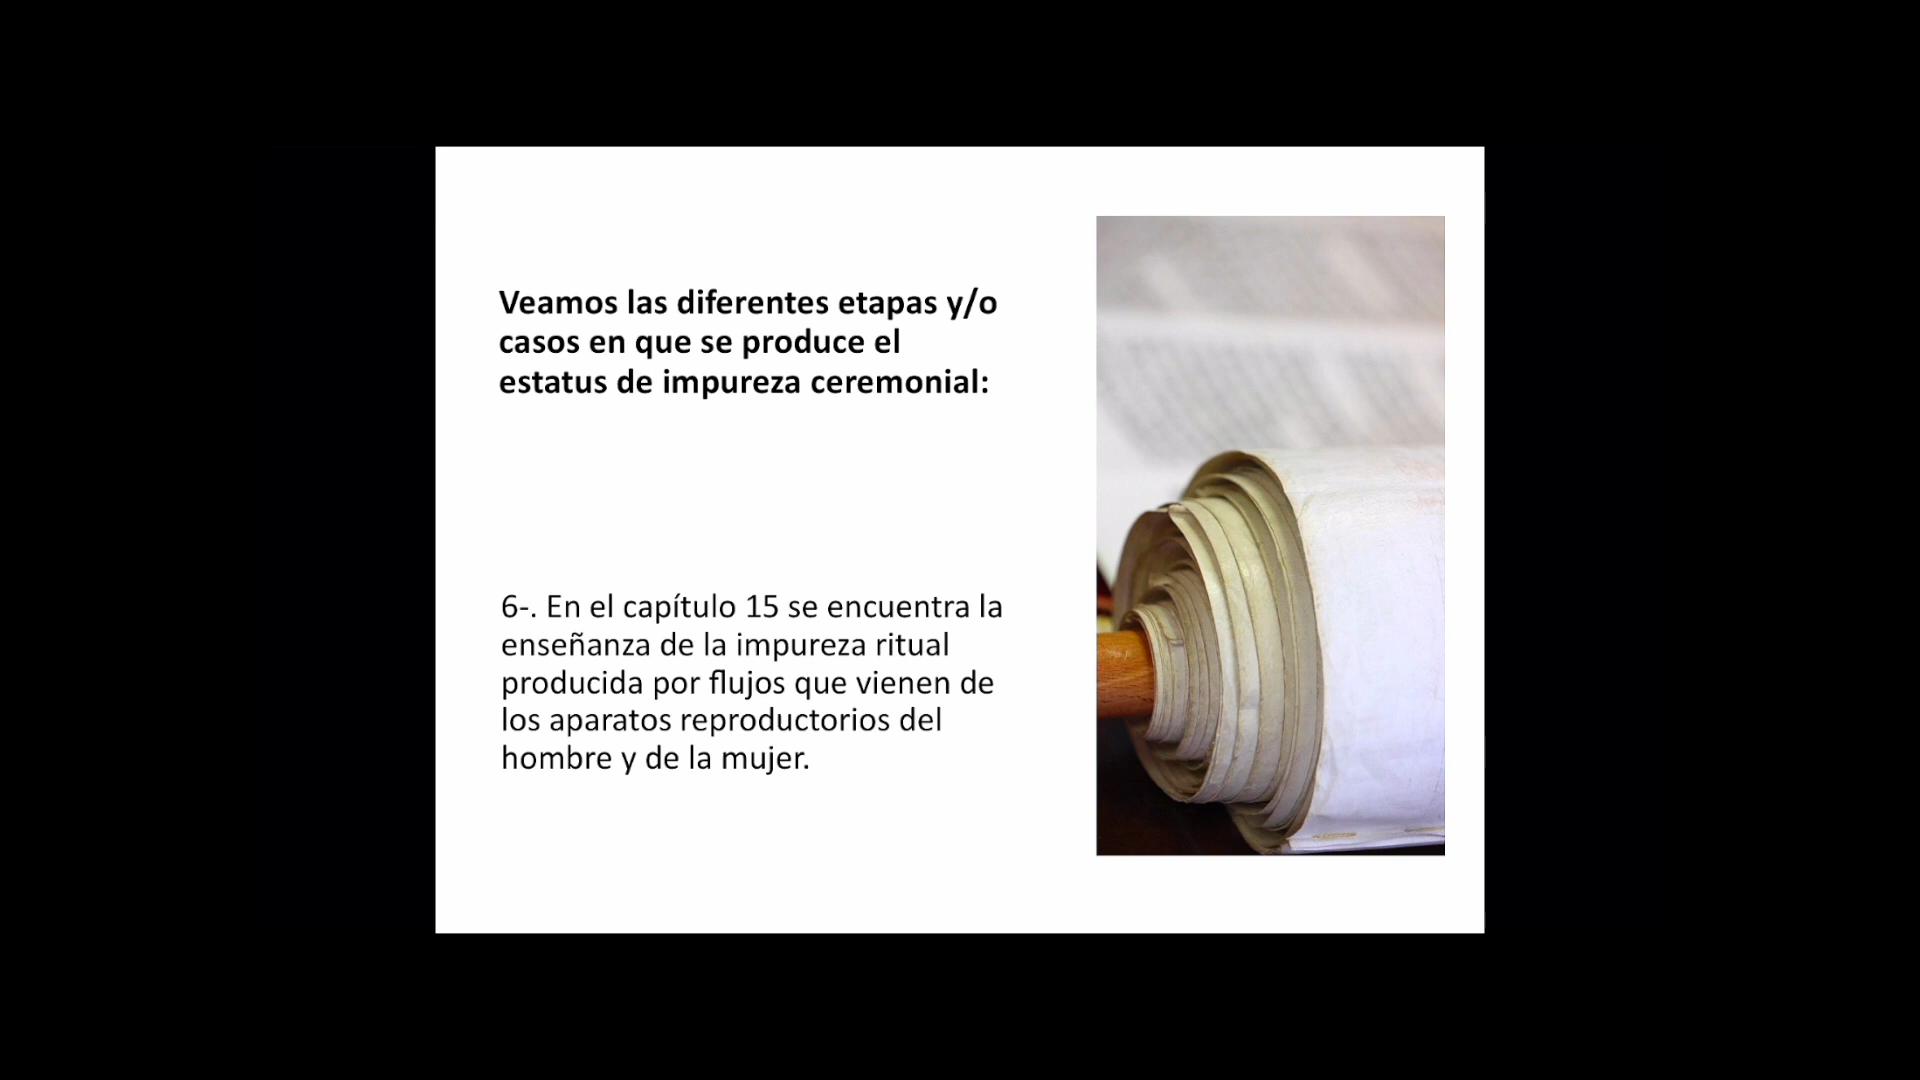 Veamos las diferentes etapas y/o
casos en que se produce el
estatus de impureza ceremonial:
6-. En el capítulo 15 se encuentra la
enseñanza de la impureza ritual
producida por flujos que vienen de
los aparatos reproductorios del
hombre y de la mujer.